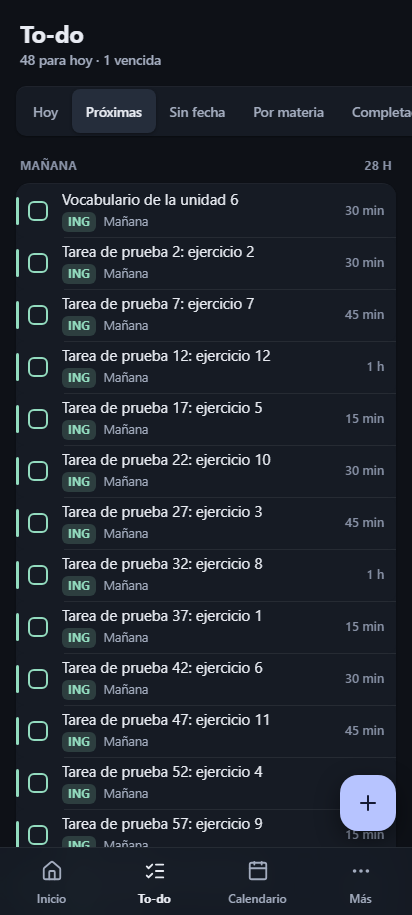 To-do
48 para hoy · 1 vencida
Hoy Próximas Sin fecha Por materia Completa
MAÑANA 28 H
Vocabulario de la unidad 6
ING Mañana 30 min
Tarea de prueba 2: ejercicio 2
ING Mañana 30 min
Tarea de prueba 7: ejercicio 7
ING Mañana 45 min
Tarea de prueba 12: ejercicio 12
ING Mañana 1 h
Tarea de prueba 17: ejercicio 5
ING Mañana 15 min
Tarea de prueba 22: ejercicio 10
ING Mañana 30 min
Tarea de prueba 27: ejercicio 3
ING Mañana 45 min
Tarea de prueba 32: ejercicio 8
ING Mañana 1 h
Tarea de prueba 37: ejercicio 1
ING Mañana 15 min
Tarea de prueba 42: ejercicio 6
ING Mañana 30 min
Tarea de prueba 47: ejercicio 11
ING Mañana 45 min
Tarea de prueba 52: ejercicio 4
ING Mañana
Tarea de prueba 57: ejercicio 9
ING Mañana 15 min
Inicio To-do Calendario Más